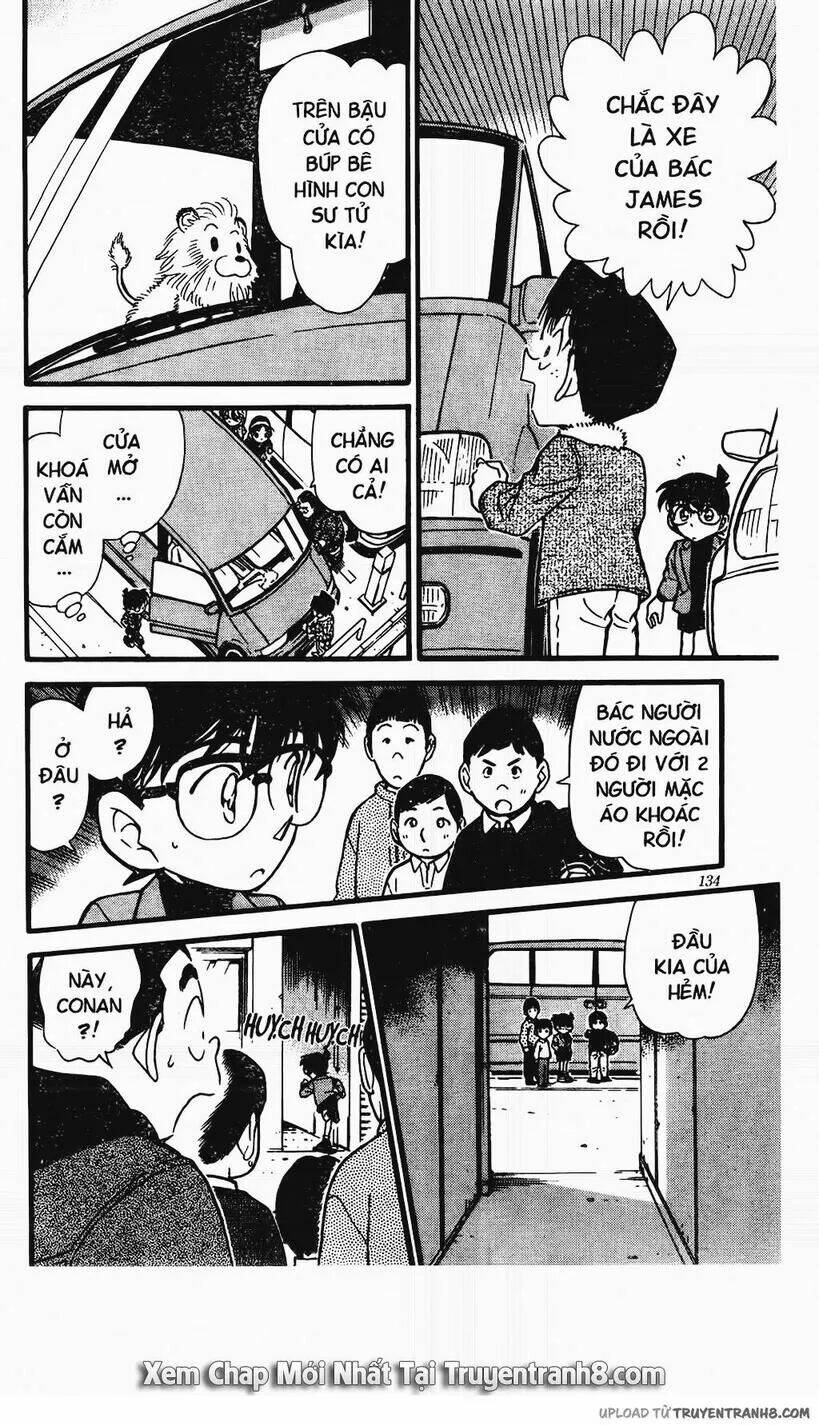 CHẮC ĐÂY
LÀ XE
CỦA BÁC
JAMES
RỒI!
TRÊN BẬU
CỬA CÓ
BÚP BÊ
HÌNH CON
SƯ TỬ
KÌA!
CHẲNG
CÓ AI
CẢ!
CỬA
MỞ
...
KHOÁ
VẪN
CÒN
CẮM
...
BÁC NGƯỜI
NƯỚC NGOÀI
ĐÓ ĐI VỚI 2
NGƯỜI MẶC
ÁO KHOÁC
RỒI!
HẢ
?
Ở
ĐÂU
?
134
ĐẦU
KIA CỦA
HẺM!
NÀY,
CONAN
?!
HUỴCH HUỴCH
Xem Chap Mới Nhất Tại Truyentranh8.com
UPLOAD TỪ TRUYENTRANH8.COM